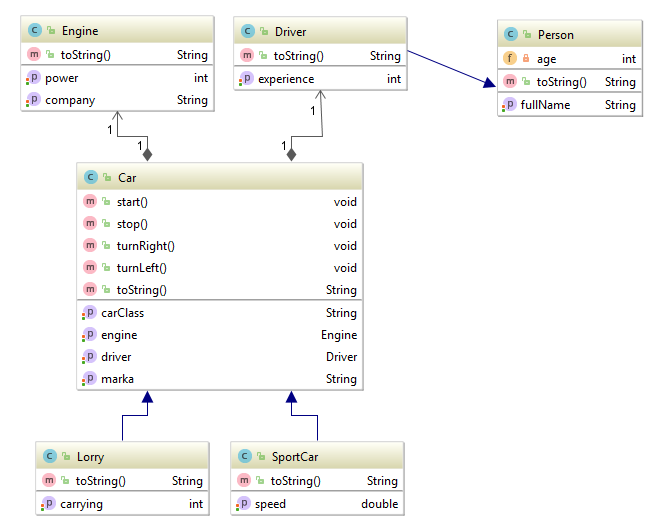 C Engine
m toString() String
p power int
p company String
C Driver
m toString() String
p experience int
C Person
f age int
m toString() String
p fullName String
1
1
1
1
C Car
m start() void
m stop() void
m turnRight() void
m turnLeft() void
m toString() String
p carClass String
p engine Engine
p driver Driver
p marka String
C Lorry
m toString() String
p carrying int
C SportCar
m toString() String
p speed double